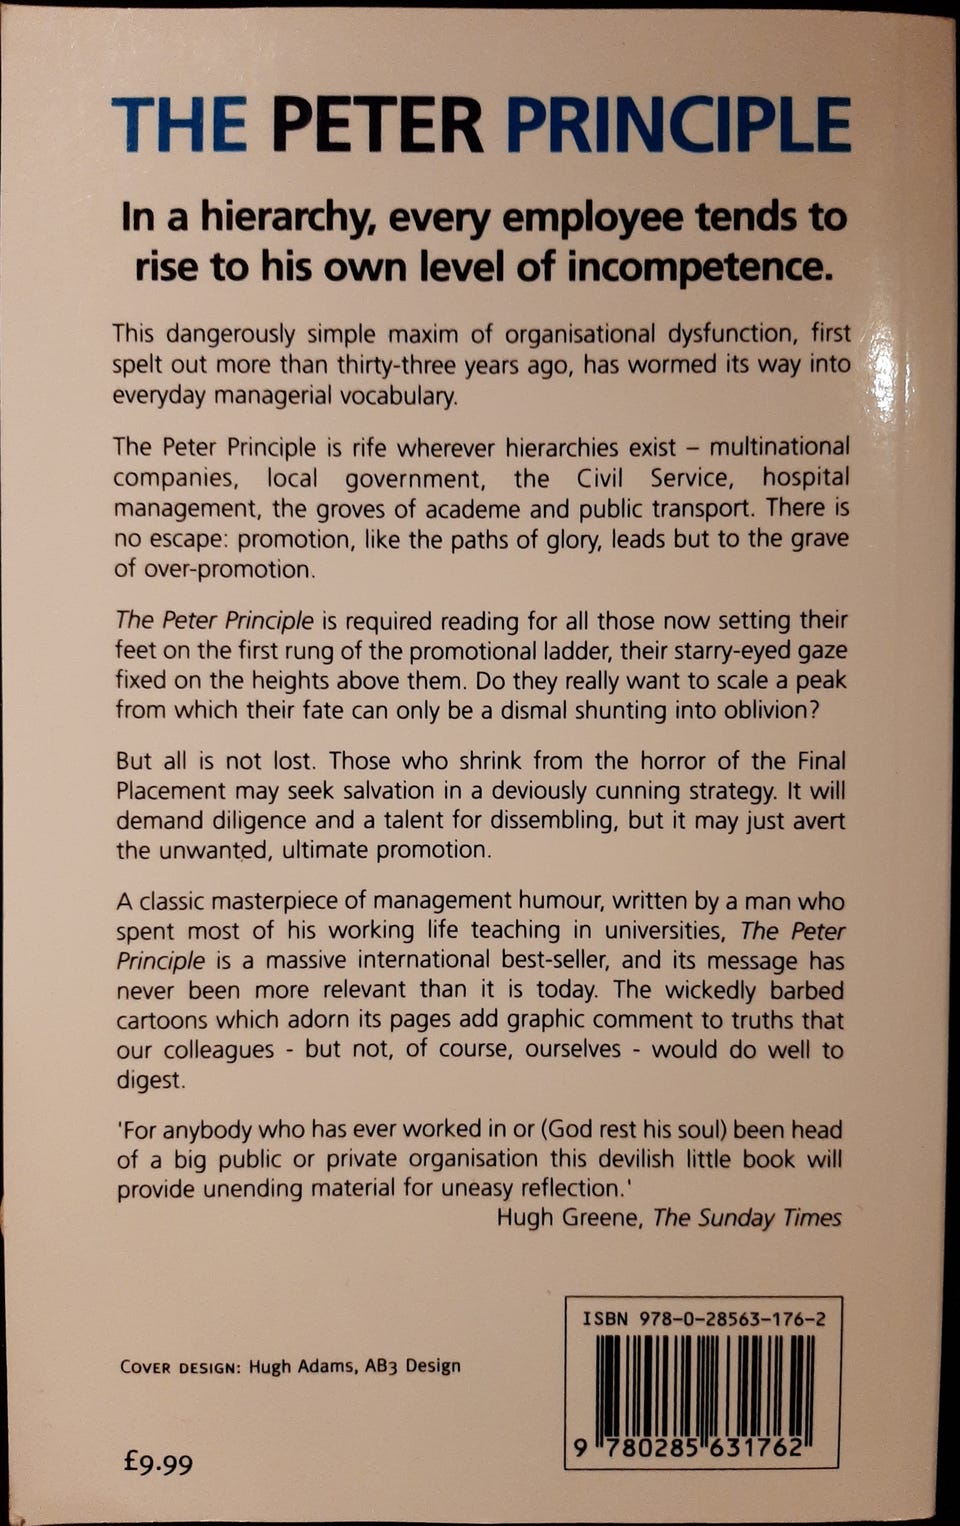 THE PETER PRINCIPLE
In a hierarchy, every employee tends to
rise to his own level of incompetence.
This dangerously simple maxim of organisational dysfunction, first
spelt out more than thirty-three years ago, has wormed its way into
everyday managerial vocabulary.
The Peter Principle is rife wherever hierarchies exist – multinational
companies, local government, the Civil Service, hospital
management, the groves of academe and public transport. There is
no escape: promotion, like the paths of glory, leads but to the grave
of over-promotion.
The Peter Principle is required reading for all those now setting their
feet on the first rung of the promotional ladder, their starry-eyed gaze
fixed on the heights above them. Do they really want to scale a peak
from which their fate can only be a dismal shunting into oblivion?
But all is not lost. Those who shrink from the horror of the Final
Placement may seek salvation in a deviously cunning strategy. It will
demand diligence and a talent for dissembling, but it may just avert
the unwanted, ultimate promotion.
A classic masterpiece of management humour, written by a man who
spent most of his working life teaching in universities, The Peter
Principle is a massive international best-seller, and its message has
never been more relevant than it is today. The wickedly barbed
cartoons which adorn its pages add graphic comment to truths that
our colleagues - but not, of course, ourselves - would do well to
digest.
'For anybody who has ever worked in or (God rest his soul) been head
of a big public or private organisation this devilish little book will
provide unending material for uneasy reflection.'
Hugh Greene, The Sunday Times
ISBN 978-0-28563-176-2
COVER DESIGN: Hugh Adams, AB3 Design
9 780285 631762
£9.99